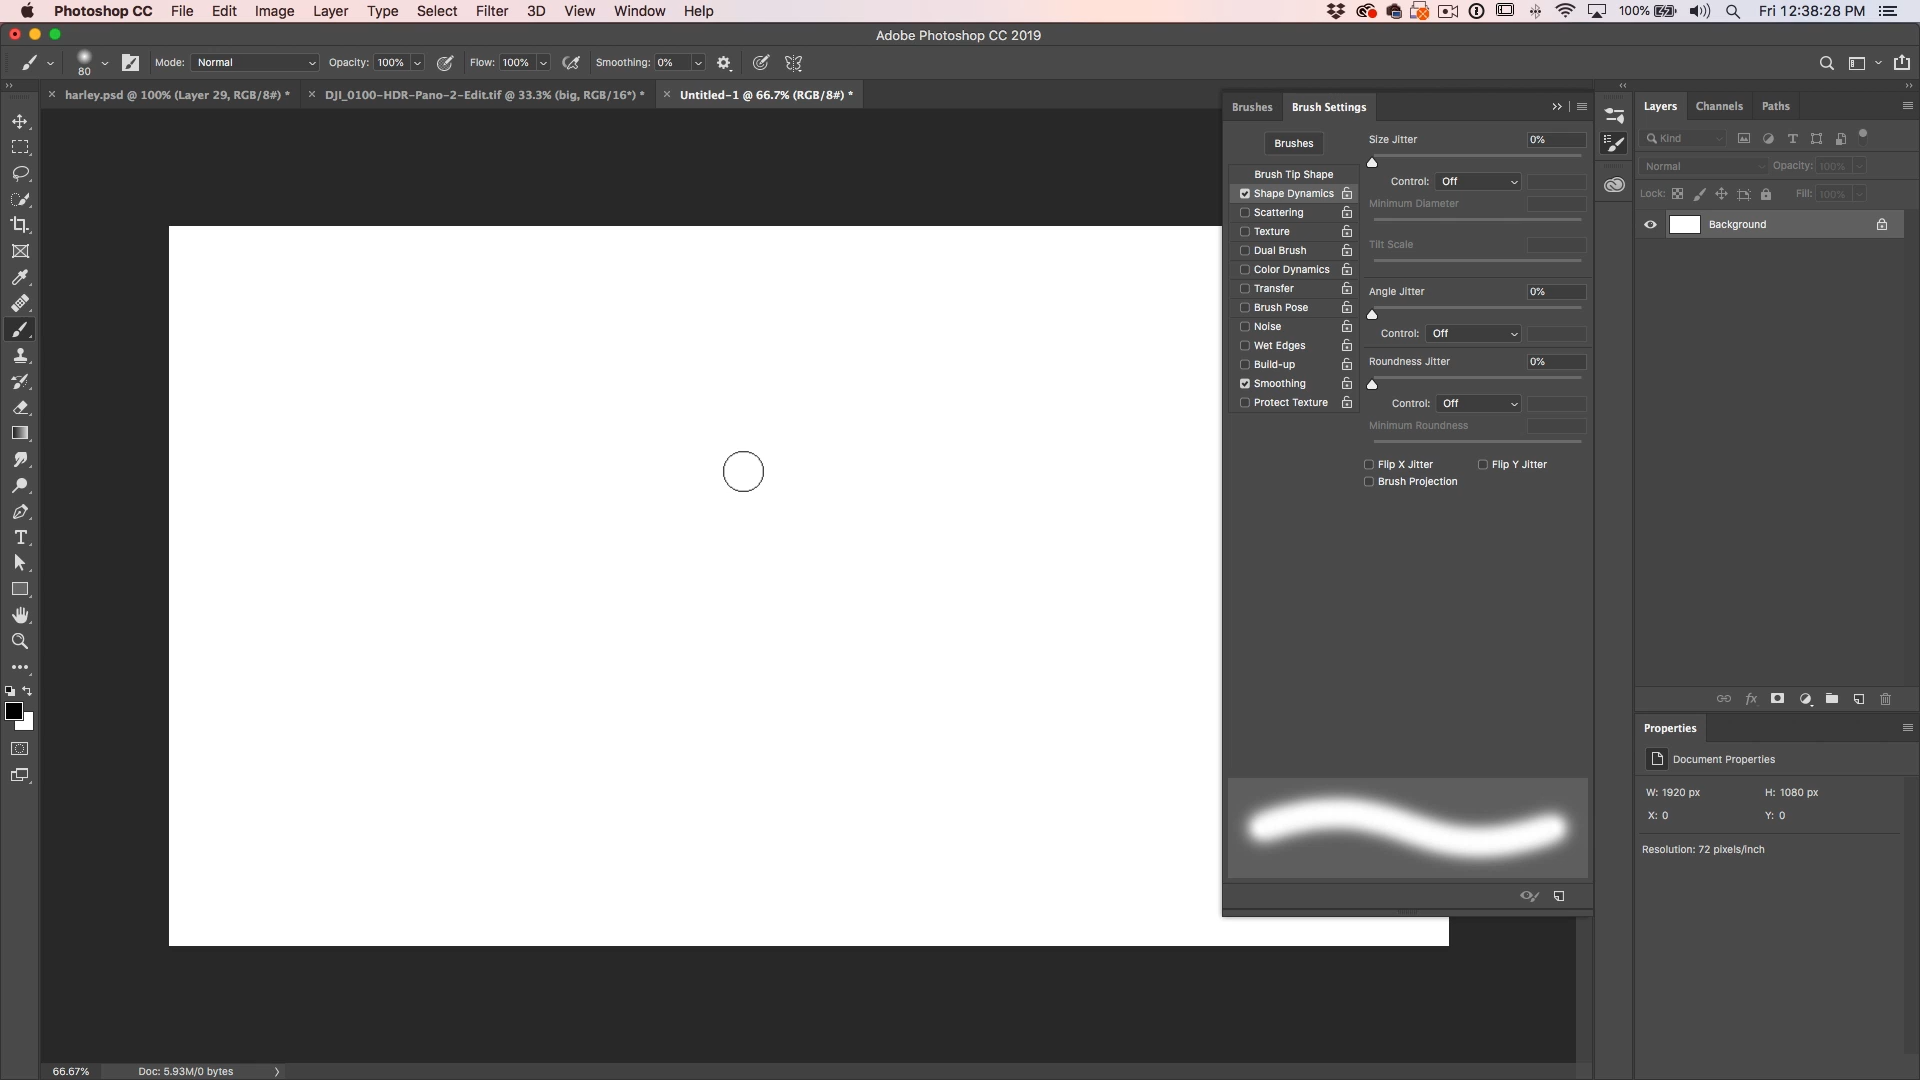 Photoshop CC File Edit Image Layer Type Select Filter 3D View Window Help 100% Fri 12:38:28 PM
Adobe Photoshop CC 2019
80 Mode: Normal Opacity: 100% Flow: 100% Smoothing: 0%
harley.psd @ 100% (Layer 29, RGB/8#) * DJI_0100-HDR-Pano-2-Edit.tif @ 33.3% (big, RGB/16*) * Untitled-1 @ 66.7% (RGB/8#) *
Brushes Brush Settings
Brushes
Brush Tip Shape
Shape Dynamics
Scattering
Texture
Dual Brush
Color Dynamics
Transfer
Brush Pose
Noise
Wet Edges
Build-up
Smoothing
Protect Texture
Size Jitter 0%
Control: Off
Minimum Diameter
Tilt Scale
Angle Jitter 0%
Control: Off
Roundness Jitter 0%
Control: Off
Minimum Roundness
Flip X Jitter Flip Y Jitter
Brush Projection
Layers Channels Paths
Kind
Normal Opacity: 100%
Lock: Fill: 100%
Background
fx
Properties
Document Properties
W: 1920 px H: 1080 px
X: 0 Y: 0
Resolution: 72 pixels/inch
66.67% Doc: 5.93M/0 bytes